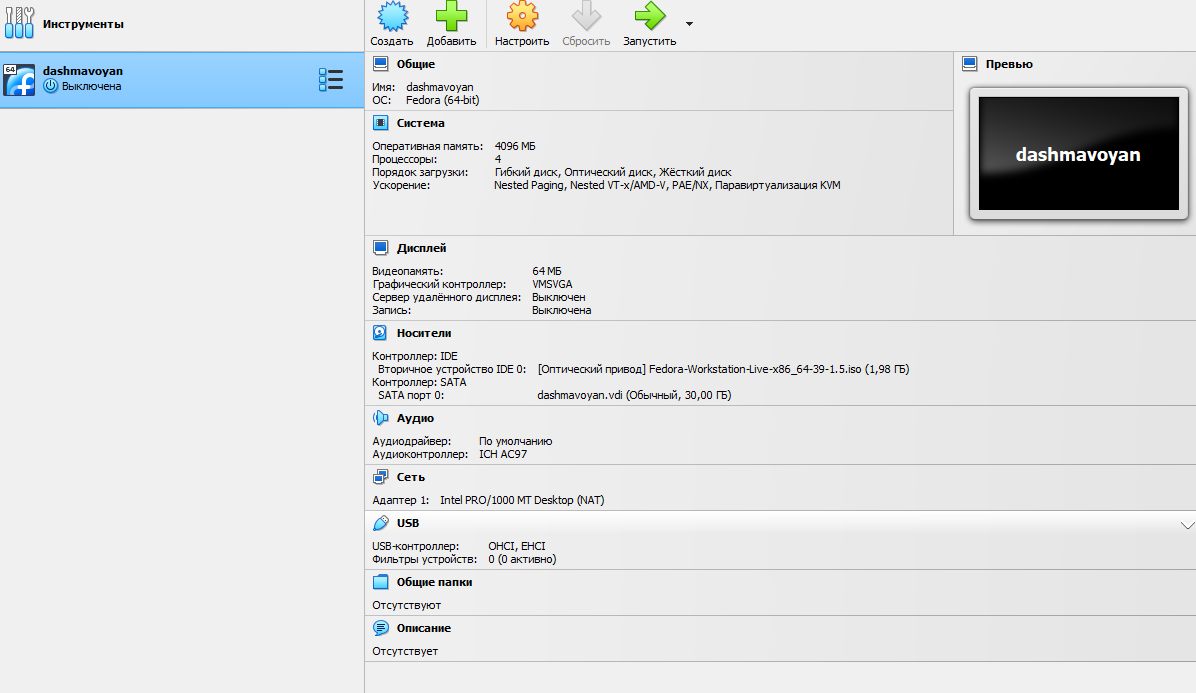 Инструменты
64
dashmavoyan
Выключена
Создать Добавить Настроить Сбросить Запустить
Общие
Имя: dashmavoyan
ОС: Fedora (64-bit)
Превью
dashmavoyan
Система
Оперативная память: 4096 МБ
Процессоры: 4
Порядок загрузки: Гибкий диск, Оптический диск, Жёсткий диск
Ускорение: Nested Paging, Nested VT-x/AMD-V, PAE/NX, Паравиртуализация KVM
Дисплей
Видеопамять: 64 МБ
Графический контроллер: VMSVGA
Сервер удалённого дисплея: Выключен
Запись: Выключена
Носители
Контроллер: IDE
Вторичное устройство IDE 0: [Оптический привод] Fedora-Workstation-Live-x86_64-39-1.5.iso (1,98 ГБ)
Контроллер: SATA
SATA порт 0: dashmavoyan.vdi (Обычный, 30,00 ГБ)
Аудио
Аудиодрайвер: По умолчанию
Аудиоконтроллер: ICH AC97
Сеть
Адаптер 1: Intel PRO/1000 MT Desktop (NAT)
USB
USB-контроллер: OHCI, EHCI
Фильтры устройств: 0 (0 активно)
Общие папки
Отсутствуют
Описание
Отсутствует